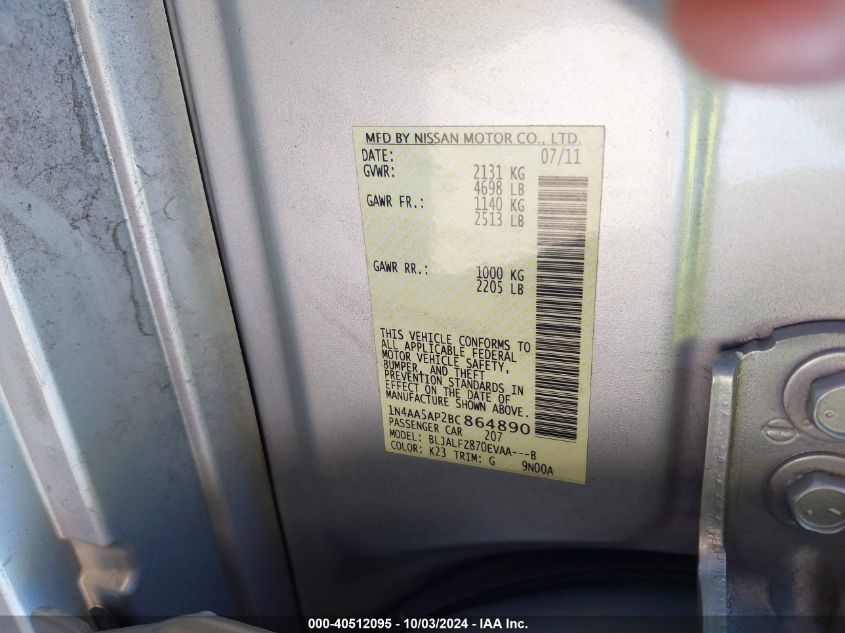 MFD BY NISSAN MOTOR CO., LTD.
DATE: 07/11
GVWR: 2131 KG
4698 LB
GAWR FR.: 1140 KG
2513 LB
GAWR RR.: 1000 KG
2205 LB
THIS VEHICLE CONFORMS TO
ALL APPLICABLE FEDERAL
MOTOR VEHICLE SAFETY,
BUMPER, AND THEFT
PREVENTION STANDARDS IN
EFFECT ON THE DATE OF
MANUFACTURE SHOWN ABOVE.
1N4AA5AP2BC864890
PASSENGER CAR 207
MODEL: BLJALFZ870EVAA---B
COLOR: K23 TRIM: G 9N00A
000-40512095 - 10/03/2024 - IAA Inc.